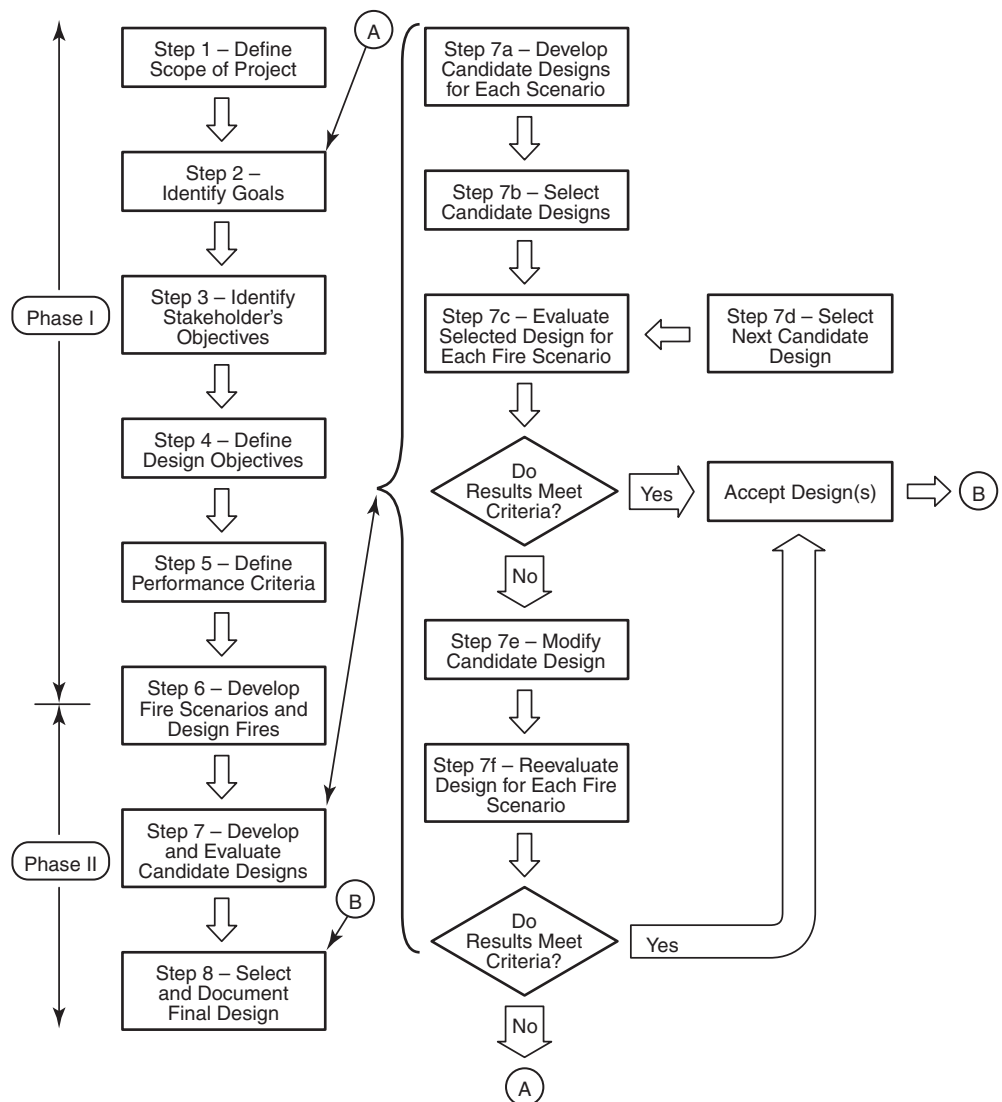 Step 1 – Define
Scope of Project
A
Step 2 –
Identify Goals
Step 3 – Identify
Stakeholder's
Objectives
Phase I
Step 4 – Define
Design Objectives
Step 5 – Define
Performance Criteria
Step 6 – Develop
Fire Scenarios and
Design Fires
Step 7 – Develop
and Evaluate
Candidate Designs
Phase II
B
Step 8 – Select
and Document
Final Design
Step 7a – Develop
Candidate Designs
for Each Scenario
Step 7b – Select
Candidate Designs
Step 7c – Evaluate
Selected Design for
Each Fire Scenario
Step 7d – Select
Next Candidate
Design
Do
Results Meet
Criteria?
Yes
Accept Design(s)
B
No
Step 7e – Modify
Candidate Design
Step 7f – Reevaluate
Design for Each Fire
Scenario
Do
Results Meet
Criteria?
Yes
No
A